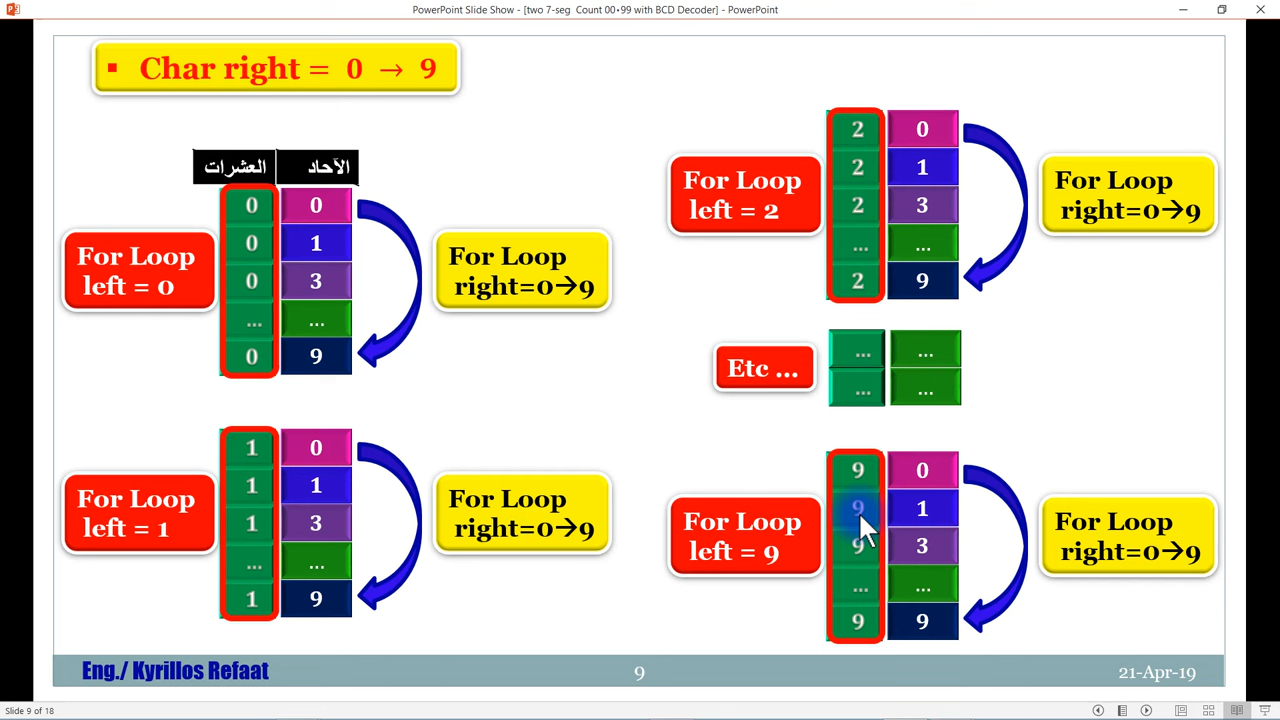 PowerPoint Slide Show - [two 7-seg Count 00•99 with BCD Decoder] - PowerPoint
▪ Char right = 0 → 9
العشرات الآحاد
0 0
0 1
0 3
... ...
0 9
For Loop
left = 0
For Loop
right=0→9
1 0
1 1
1 3
... ...
1 9
For Loop
left = 1
For Loop
right=0→9
2 0
2 1
2 3
... ...
2 9
For Loop
left = 2
For Loop
right=0→9
Etc ...
... ...
... ...
9 0
9 1
9 3
... ...
9 9
For Loop
left = 9
For Loop
right=0→9
Eng./ Kyrillos Refaat
9
21-Apr-19
Slide 9 of 18